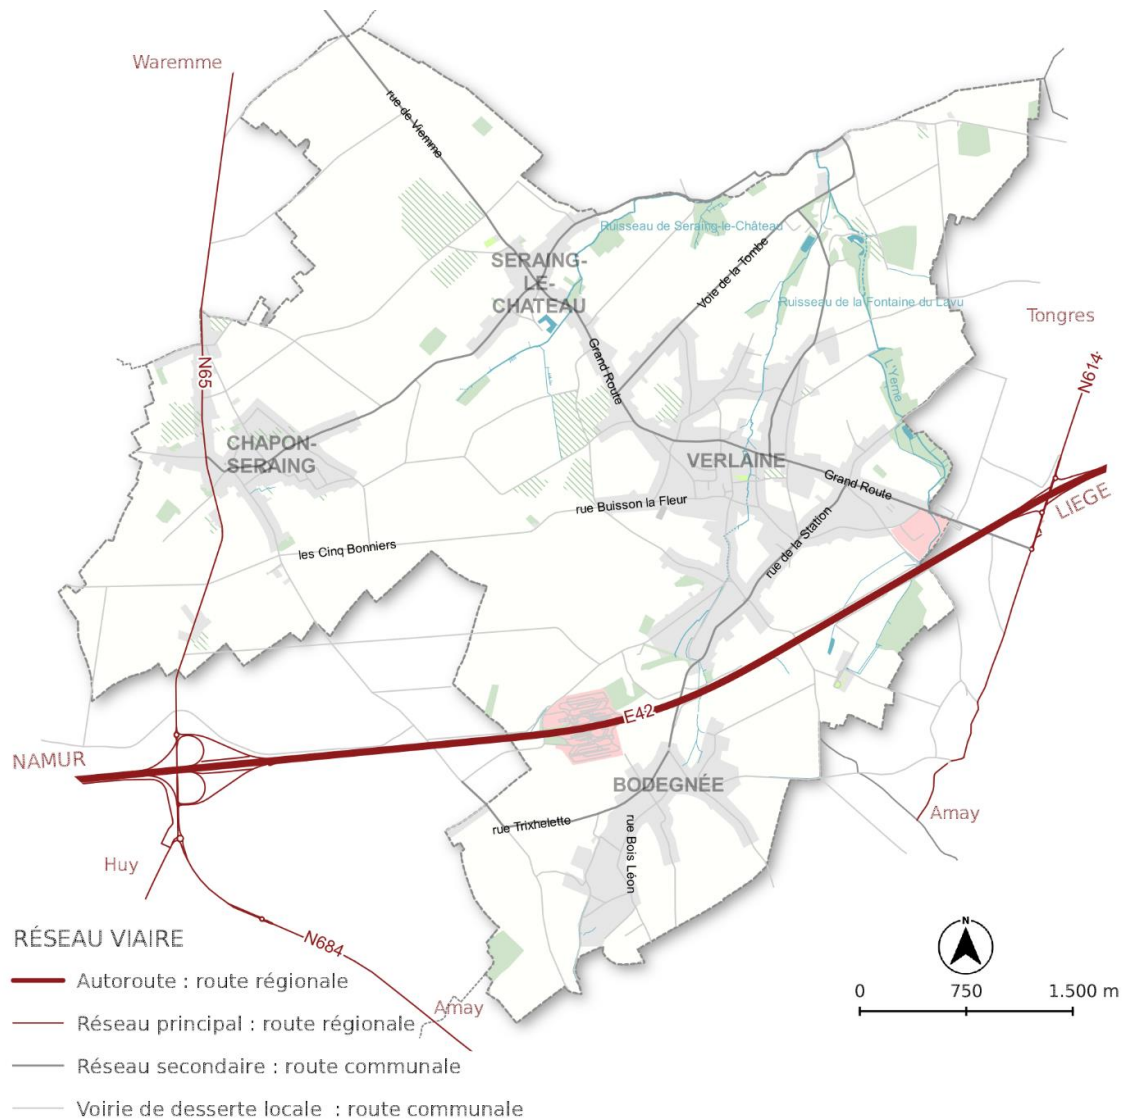 Waremme
rue de Viemme
Ruisseau de Seraing-le-Château
SERAING-
LE-
CHATEAU
Voie de la Tombe
Ruisseau de la Fontaine du Lavu
Tongres
N65
Grand Route
L'Yerne
N614
CHAPON-
SERAING
VERLAINE
Grand Route
rue Buisson la Fleur
LIEGE
les Cinq Bonniers
rue de la Station
E42
NAMUR
BODEGNÉE
rue Trixhelette
rue Bois Léon
Amay
Huy
N684
Amay
N
RÉSEAU VIAIRE
Autoroute : route régionale
Réseau principal : route régionale
Réseau secondaire : route communale
Voirie de desserte locale : route communale
0 750 1.500 m